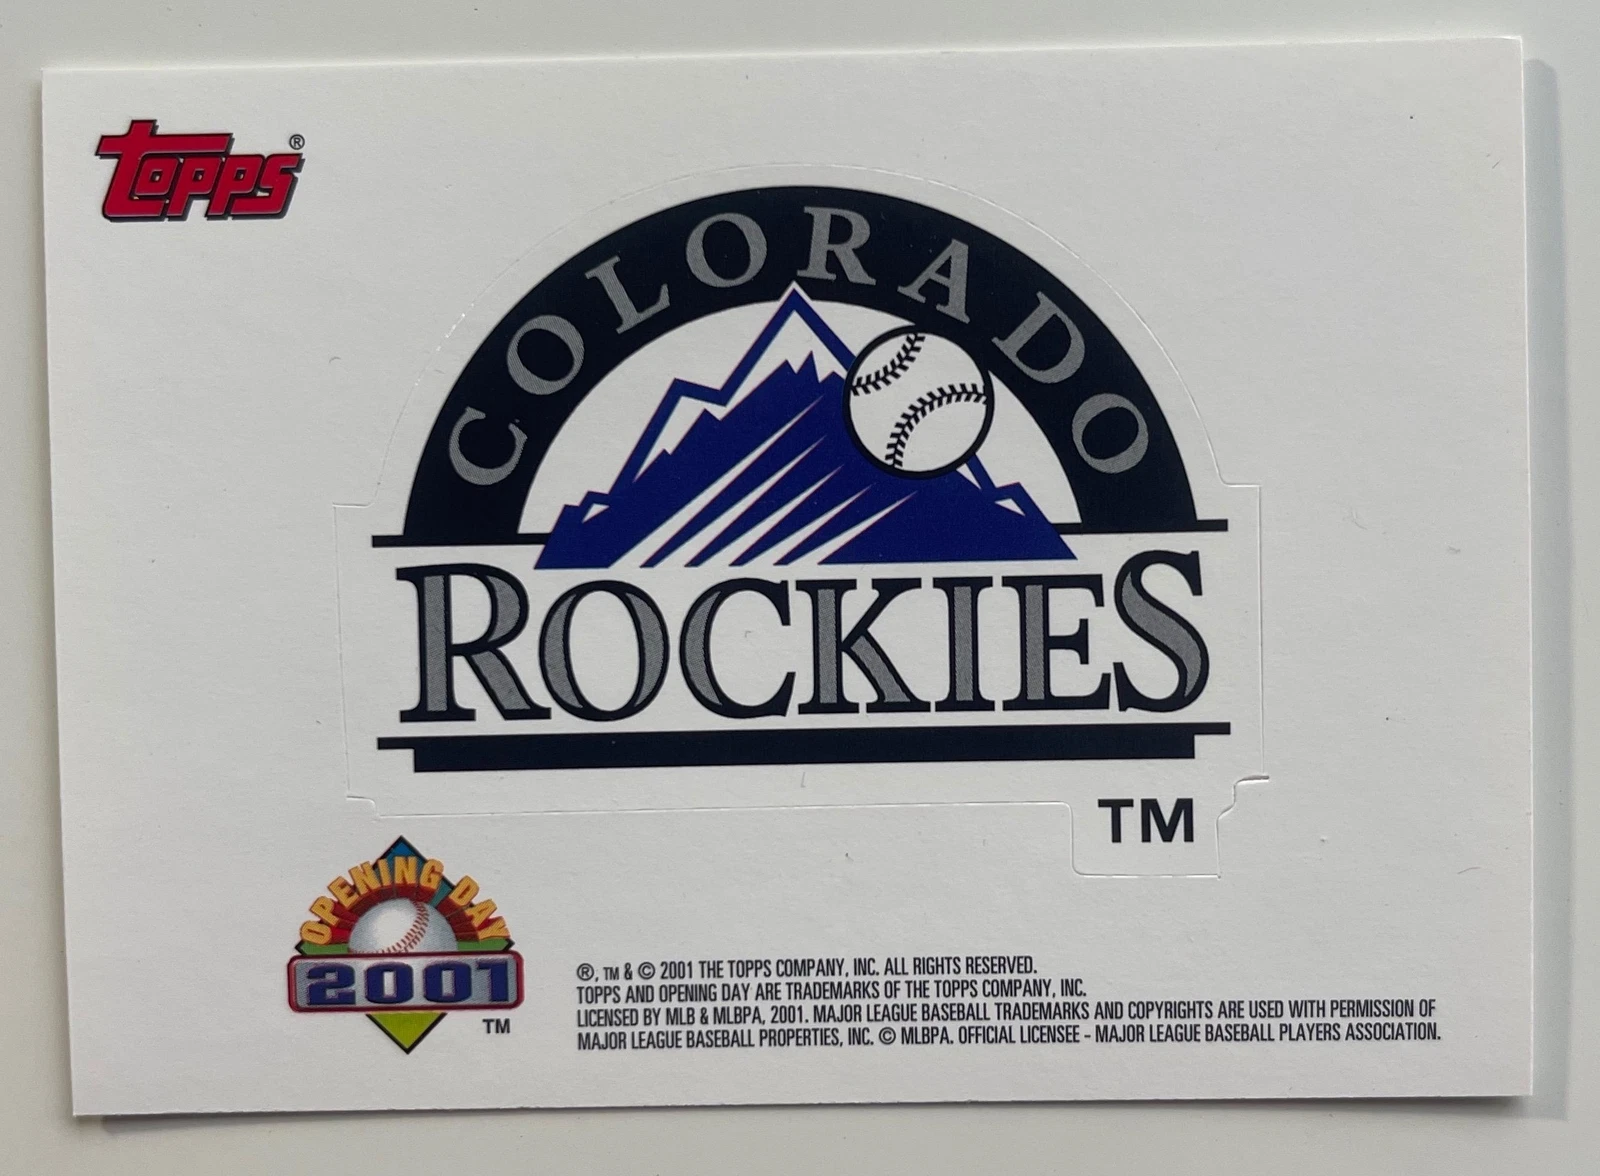 TOPPS®
COLORADO
ROCKIES
TM
OPENING DAY
2001
TM
®, TM & © 2001 THE TOPPS COMPANY, INC. ALL RIGHTS RESERVED.
TOPPS AND OPENING DAY ARE TRADEMARKS OF THE TOPPS COMPANY, INC.
LICENSED BY MLB & MLBPA, 2001. MAJOR LEAGUE BASEBALL TRADEMARKS AND COPYRIGHTS ARE USED WITH PERMISSION OF
MAJOR LEAGUE BASEBALL PROPERTIES, INC. © MLBPA. OFFICIAL LICENSEE - MAJOR LEAGUE BASEBALL PLAYERS ASSOCIATION.